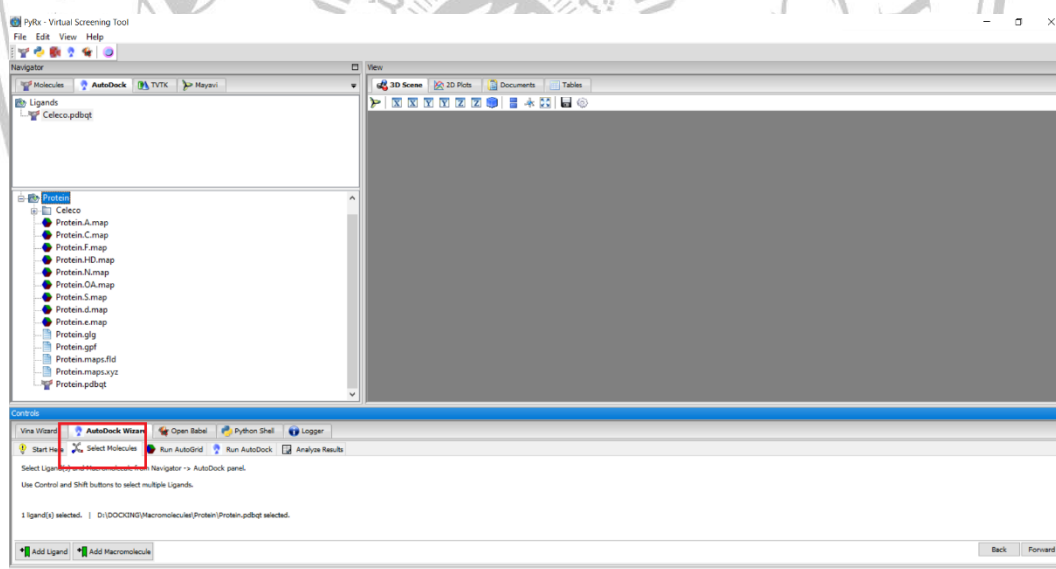 PyRx - Virtual Screening Tool
File Edit View Help
Navigator
View
Molecules AutoDock TVTK Mayavi
3D Scene 2D Plots Documents Tables
Ligands
Celeco.pdbqt
X X Y Y Z Z
Protein
Celeco
Protein.A.map
Protein.C.map
Protein.F.map
Protein.HD.map
Protein.N.map
Protein.OA.map
Protein.S.map
Protein.d.map
Protein.e.map
Protein.glg
Protein.gpf
Protein.maps.fld
Protein.maps.xyz
Protein.pdbqt
Controls
Vina Wizard AutoDock Wizard Open Babel Python Shell Logger
Start Here Select Molecules Run AutoGrid Run AutoDock Analyze Results
Select Ligand(s) and Macromolecule from Navigator -> AutoDock panel.
Use Control and Shift buttons to select multiple Ligands.
1 ligand(s) selected. | D:\DOCKING\Macromolecules\Protein\Protein.pdbqt selected.
Add Ligand Add Macromolecule
Back Forward